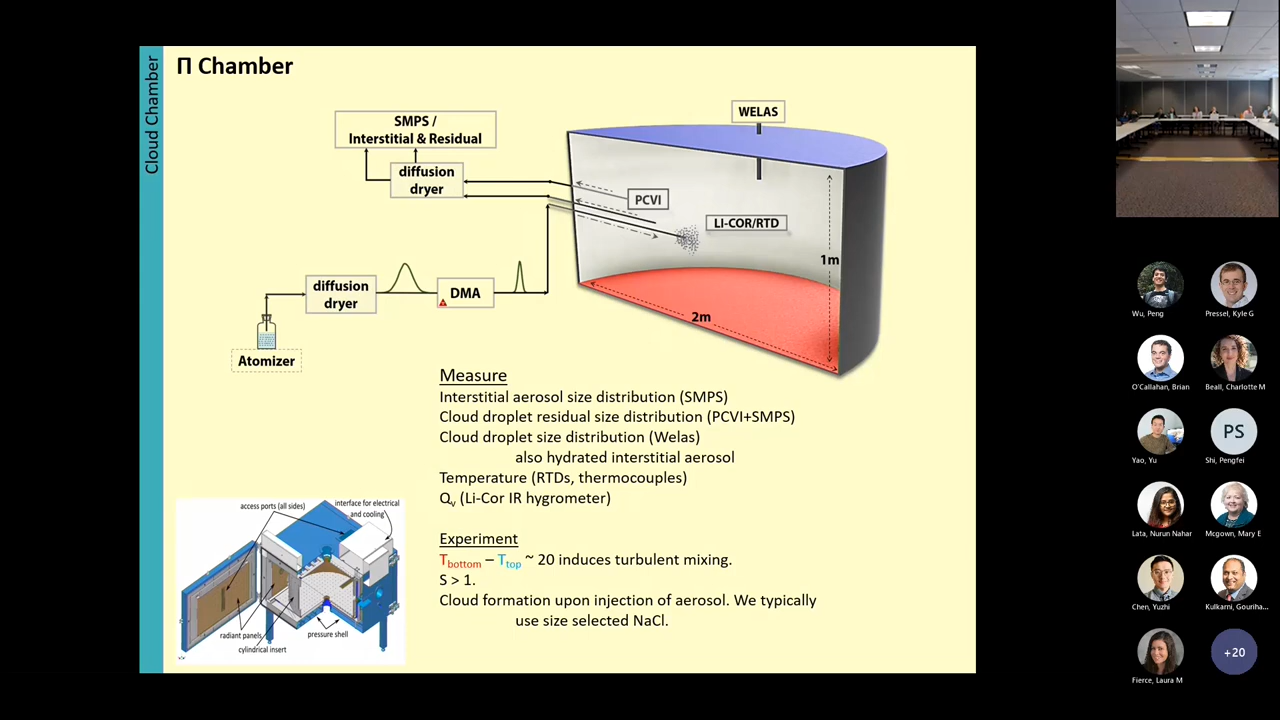 Cloud Chamber
Π Chamber
SMPS /
Interstitial & Residual
diffusion
dryer
WELAS
PCVI
LI-COR/RTD
1m
2m
diffusion
dryer
DMA
Atomizer
Measure
Interstitial aerosol size distribution (SMPS)
Cloud droplet residual size distribution (PCVI+SMPS)
Cloud droplet size distribution (Welas)
also hydrated interstitial aerosol
Temperature (RTDs, thermocouples)
Qv (Li-Cor IR hygrometer)
Experiment
Tbottom – Ttop ~ 20 induces turbulent mixing.
S > 1.
Cloud formation upon injection of aerosol. We typically
use size selected NaCl.
access ports (all sides)
interface for electrical
and cooling
radiant panels
cylindrical insert
pressure shell
Wu, Peng
Pressel, Kyle G
O'Callahan, Brian
Beall, Charlotte M
Yao, Yu
PS
Shi, Pengfei
Lata, Nurun Nahar
Mcgown, Mary E
Chen, Yuzhi
Kulkarni, Gouriha...
Fierce, Laura M
+20